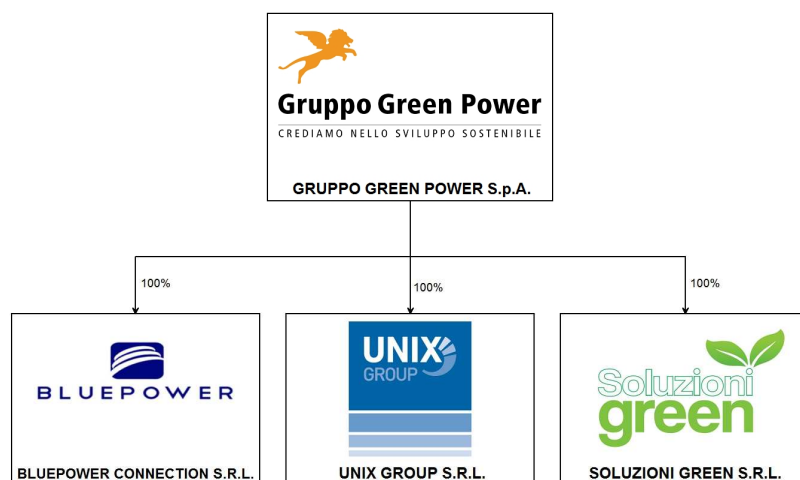 Gruppo Green Power
CREDIAMO NELLO SVILUPPO SOSTENIBILE
GRUPPO GREEN POWER S.p.A.
100%
100%
100%
BLUEPOWER
BLUEPOWER CONNECTION S.R.L.
UNIX
GROUP
UNIX GROUP S.R.L.
Soluzioni
green
SOLUZIONI GREEN S.R.L.